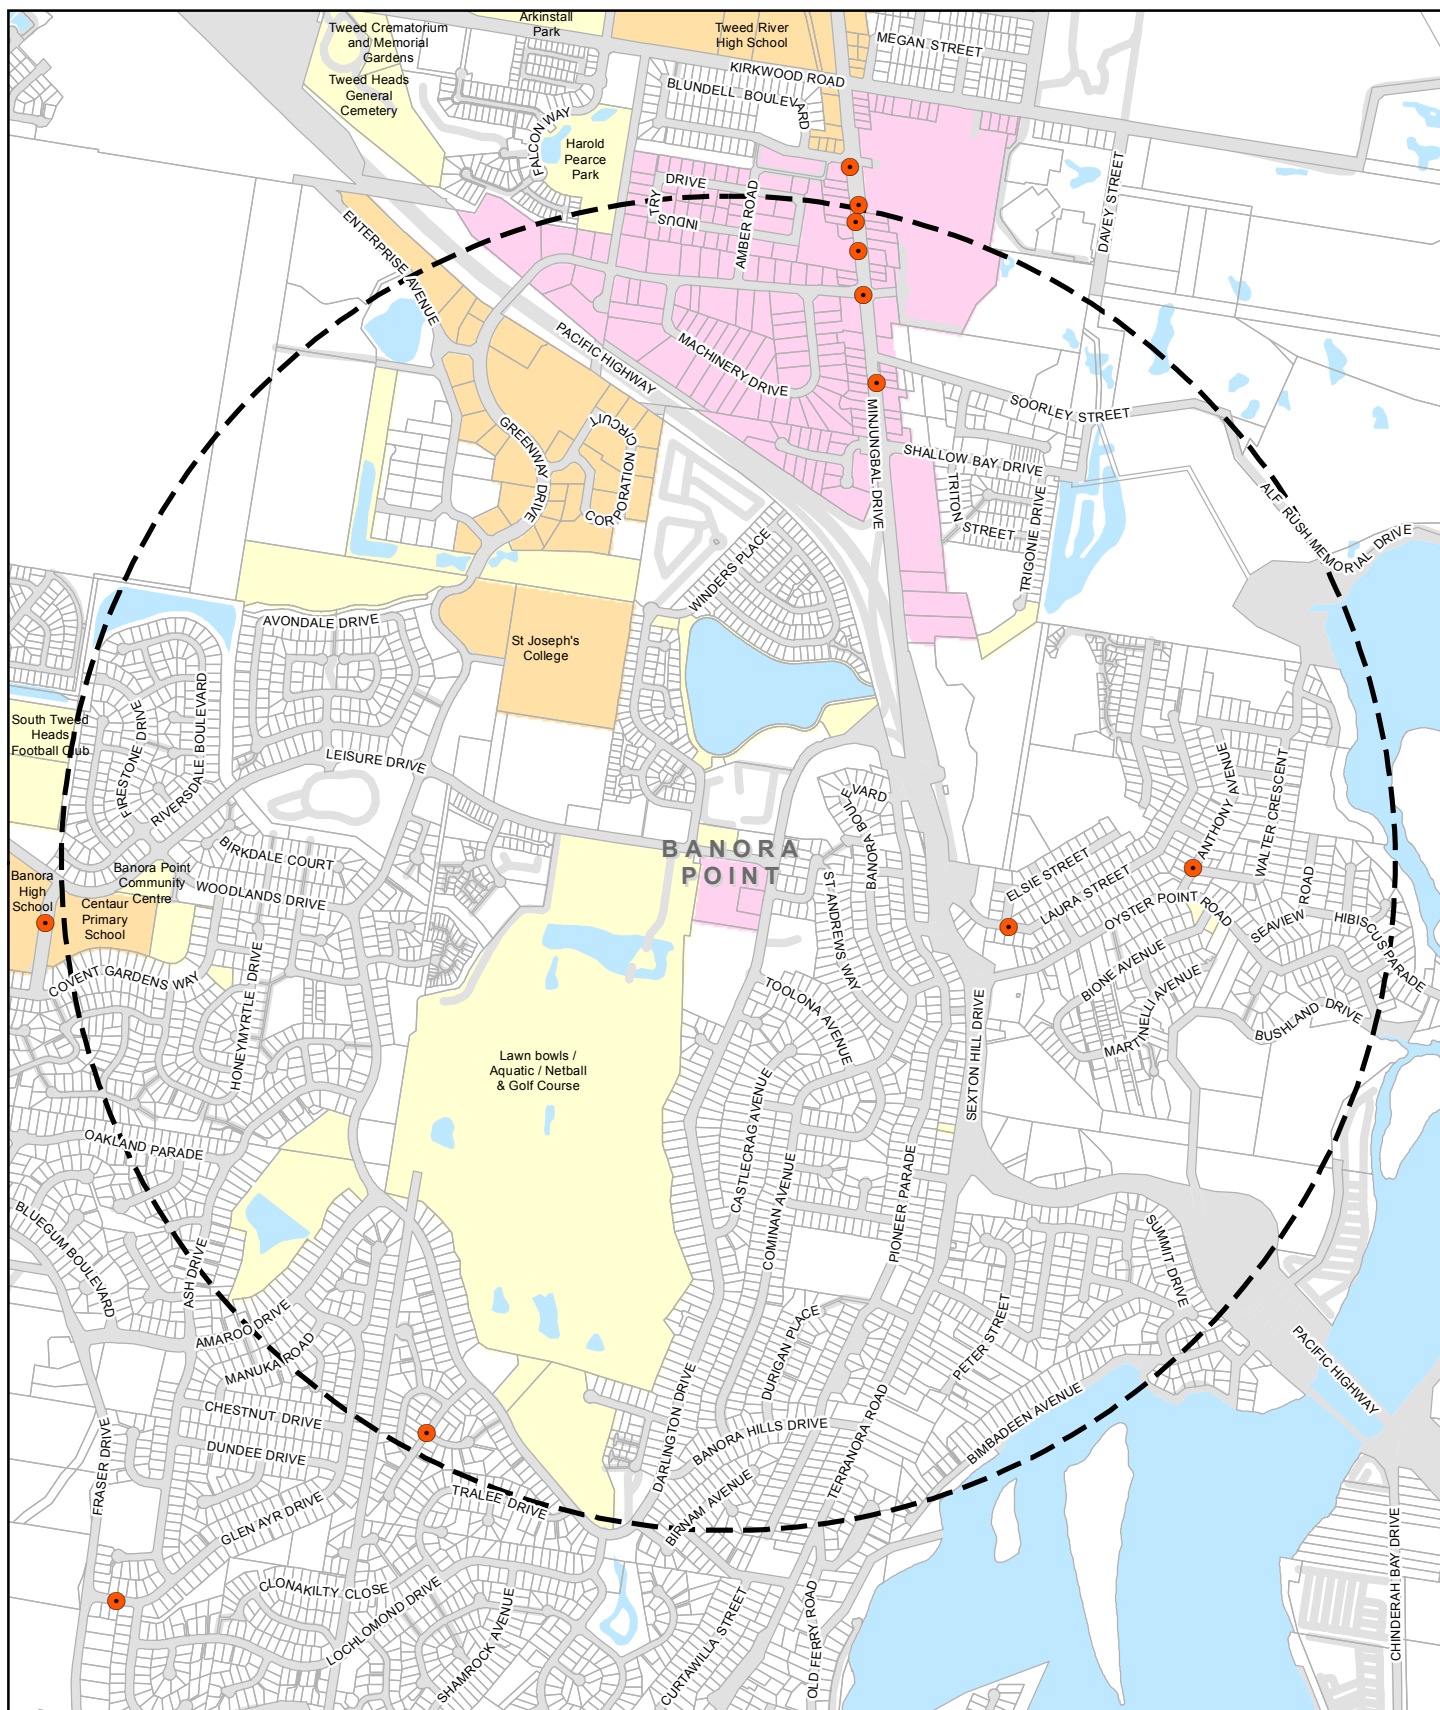 Arkinstall
Park
Tweed Crematorium
and Memorial
Gardens
Tweed River
High School
MEGAN STREET
Tweed Heads
General
Cemetery
KIRKWOOD ROAD
BLUNDELL BOULEVARD
FALCON WAY
Harold
Pearce
Park
DAVEY STREET
INDUSTRY DRIVE
AMBER ROAD
ENTERPRISE AVENUE
PACIFIC HIGHWAY
MACHINERY DRIVE
MINJUNGBAL DRIVE
SOORLEY STREET
SHALLOW BAY DRIVE
GREENWAY DRIVE
CORPORATION CIRCUIT
TRITON STREET
TRIGONIE DRIVE
ALF RUSH MEMORIAL DRIVE
WINDERS PLACE
AVONDALE DRIVE
St Joseph's
College
South Tweed
Heads
Football Club
FIRESTONE DRIVE
RIVERSDALE BOULEVARD
LEISURE DRIVE
ANTHONY AVENUE
WALTER CRESCENT
BANORA BOULEVARD
BANORA
POINT
BIRKDALE COURT
Banora Point
Community
Centre
WOODLANDS DRIVE
Banora
High
School
Centaur
Primary
School
ST ANDREWS WAY
ELSIE STREET
LAURA STREET
OYSTER POINT ROAD
SEAVIEW ROAD
HIBISCUS PARADE
COVENT GARDENS WAY
HONEYMYRTLE DRIVE
TOOLONA AVENUE
BIONE AVENUE
MARTINELLI AVENUE
BUSHLAND DRIVE
SEXTON HILL DRIVE
Lawn bowls /
Aquatic / Netball
& Golf Course
OAKLAND PARADE
CASTLECRAG AVENUE
COMINAN AVENUE
PIONEER PARADE
BLUEGUM BOULEVARD
ASH DRIVE
SUMMIT DRIVE
AMAROO DRIVE
MANUKA ROAD
DURIGAN PLACE
PETER STREET
PACIFIC HIGHWAY
CHESTNUT DRIVE
DUNDEE DRIVE
DARLINGTON DRIVE
BANORA HILLS DRIVE
TERRANORA ROAD
BIMBADEEN AVENUE
FRASER DRIVE
GLEN AYR DRIVE
TRALEE DRIVE
BIRNAM AVENUE
CLONAKILTY CLOSE
LOCHLOMOND DRIVE
SHAMROCK AVENUE
CURTAWILLA STREET
OLD FERRY ROAD
CHINDERAH BAY DRIVE